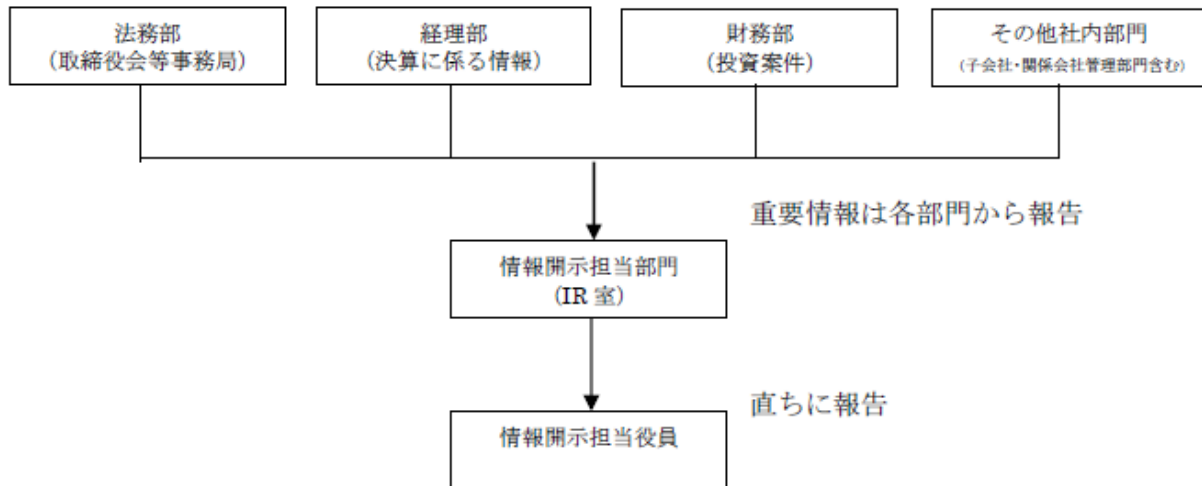 法務部
(取締役会等事務局)
経理部
(決算に係る情報)
財務部
(投資案件)
その他社内部門
(子会社・関係会社管理部門含む)
重要情報は各部門から報告
情報開示担当部門
(IR 室)
直ちに報告
情報開示担当役員